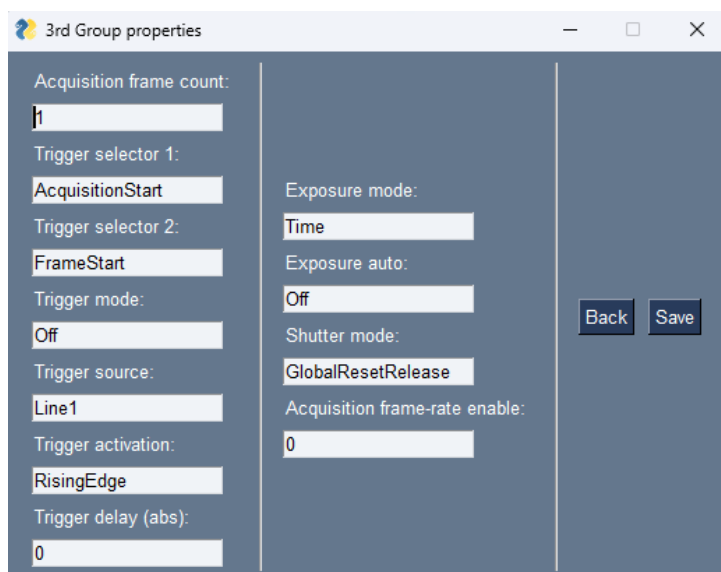 3rd Group properties
Acquisition frame count:
1
Trigger selector 1:
AcquisitionStart
Trigger selector 2:
FrameStart
Trigger mode:
Off
Trigger source:
Line1
Trigger activation:
RisingEdge
Trigger delay (abs):
0
Exposure mode:
Time
Exposure auto:
Off
Shutter mode:
GlobalResetRelease
Acquisition frame-rate enable:
0
Back Save